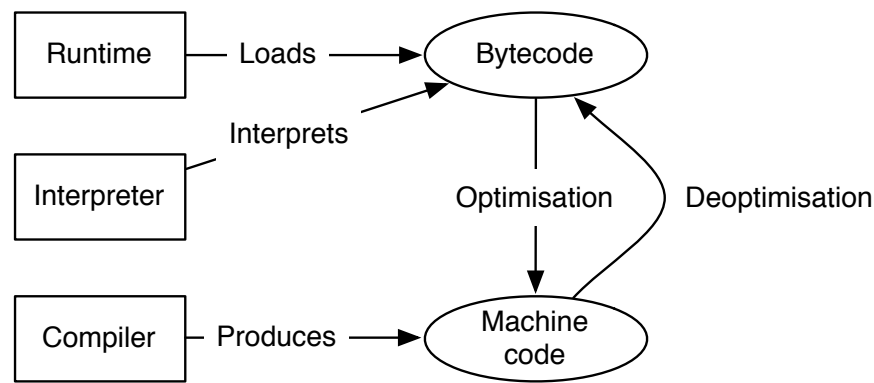 Runtime
Loads
Bytecode
Interprets
Interpreter
Optimisation
Deoptimisation
Compiler
Produces
Machine
code